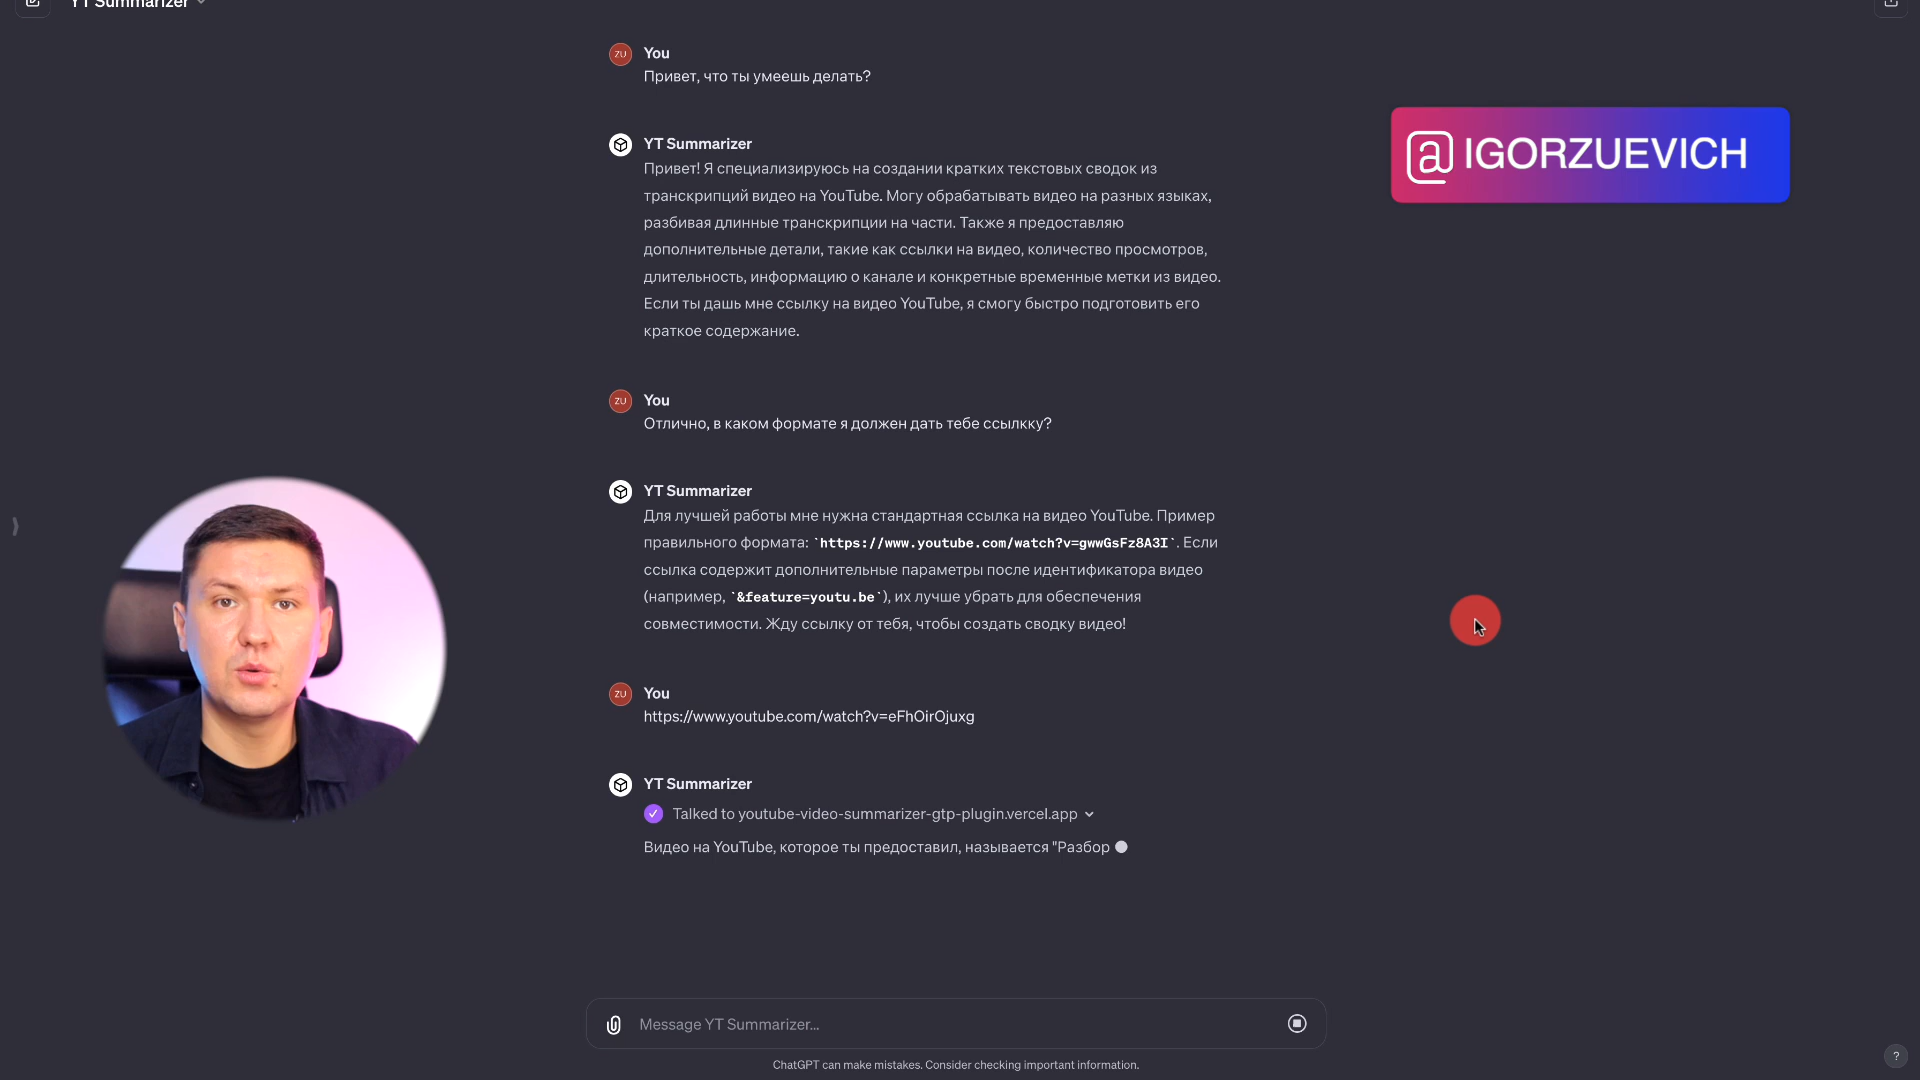 YT Summarizer
ZU
You
Привет, что ты умеешь делать?
YT Summarizer
Привет! Я специализируюсь на создании кратких текстовых сводок из
транскрипций видео на YouTube. Могу обрабатывать видео на разных языках,
разбивая длинные транскрипции на части. Также я предоставляю
дополнительные детали, такие как ссылки на видео, количество просмотров,
длительность, информацию о канале и конкретные временные метки из видео.
Если ты дашь мне ссылку на видео YouTube, я смогу быстро подготовить его
краткое содержание.
@IGORZUEVICH
ZU
You
Отлично, в каком формате я должен дать тебе ссылкку?
YT Summarizer
Для лучшей работы мне нужна стандартная ссылка на видео YouTube. Пример
правильного формата: `https://www.youtube.com/watch?v=gwwGsFz8A3I`. Если
ссылка содержит дополнительные параметры после идентификатора видео
(например, `&feature=youtu.be`), их лучше убрать для обеспечения
совместимости. Жду ссылку от тебя, чтобы создать сводку видео!
ZU
You
https://www.youtube.com/watch?v=eFhOirOjuxg
YT Summarizer
Talked to youtube-video-summarizer-gtp-plugin.vercel.app
Видео на YouTube, которое ты предоставил, называется "Разбор
Message YT Summarizer...
ChatGPT can make mistakes. Consider checking important information.
?